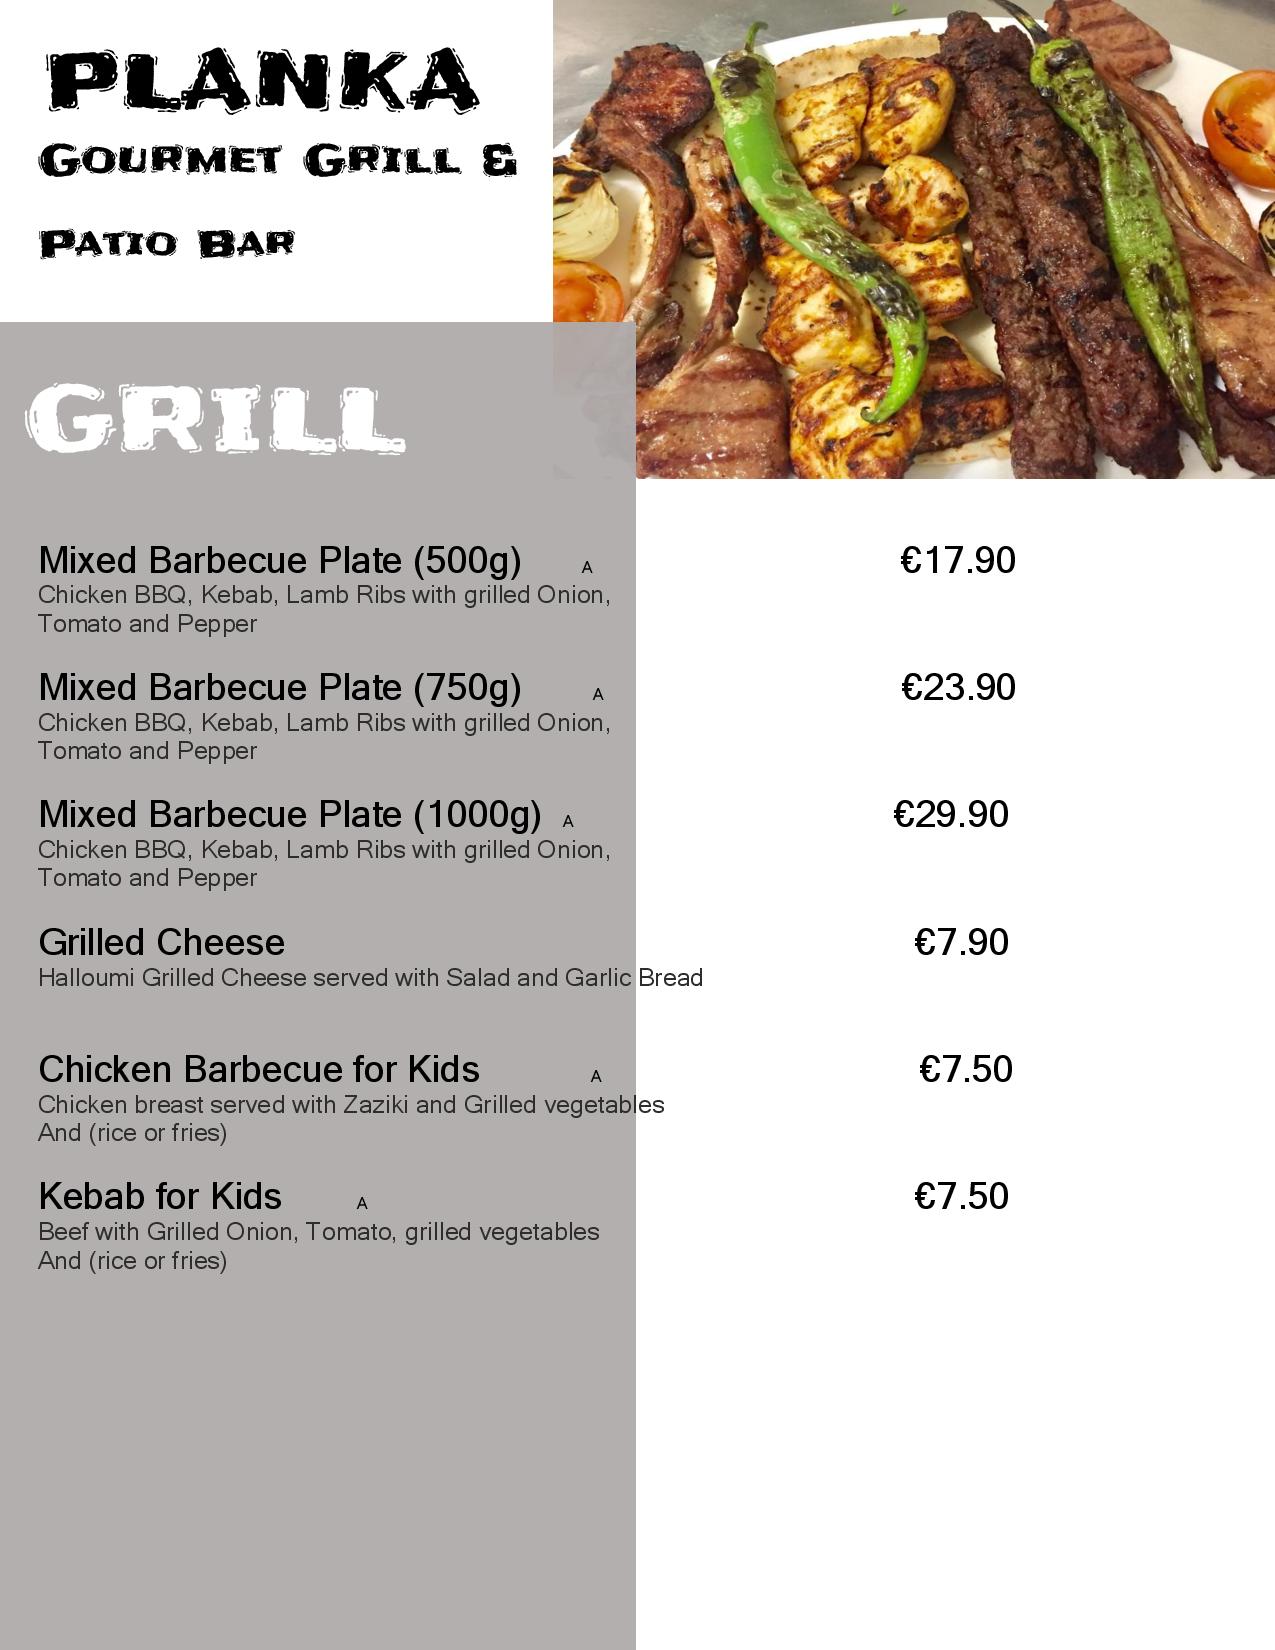 PLANKA
GOURMET GRILL &
PATIO BAR
GRILL
Mixed Barbecue Plate (500g) A €17.90
Chicken BBQ, Kebab, Lamb Ribs with grilled Onion,
Tomato and Pepper
Mixed Barbecue Plate (750g) A €23.90
Chicken BBQ, Kebab, Lamb Ribs with grilled Onion,
Tomato and Pepper
Mixed Barbecue Plate (1000g) A €29.90
Chicken BBQ, Kebab, Lamb Ribs with grilled Onion,
Tomato and Pepper
Grilled Cheese €7.90
Halloumi Grilled Cheese served with Salad and Garlic Bread
Chicken Barbecue for Kids A €7.50
Chicken breast served with Zaziki and Grilled vegetables
And (rice or fries)
Kebab for Kids A €7.50
Beef with Grilled Onion, Tomato, grilled vegetables
And (rice or fries)